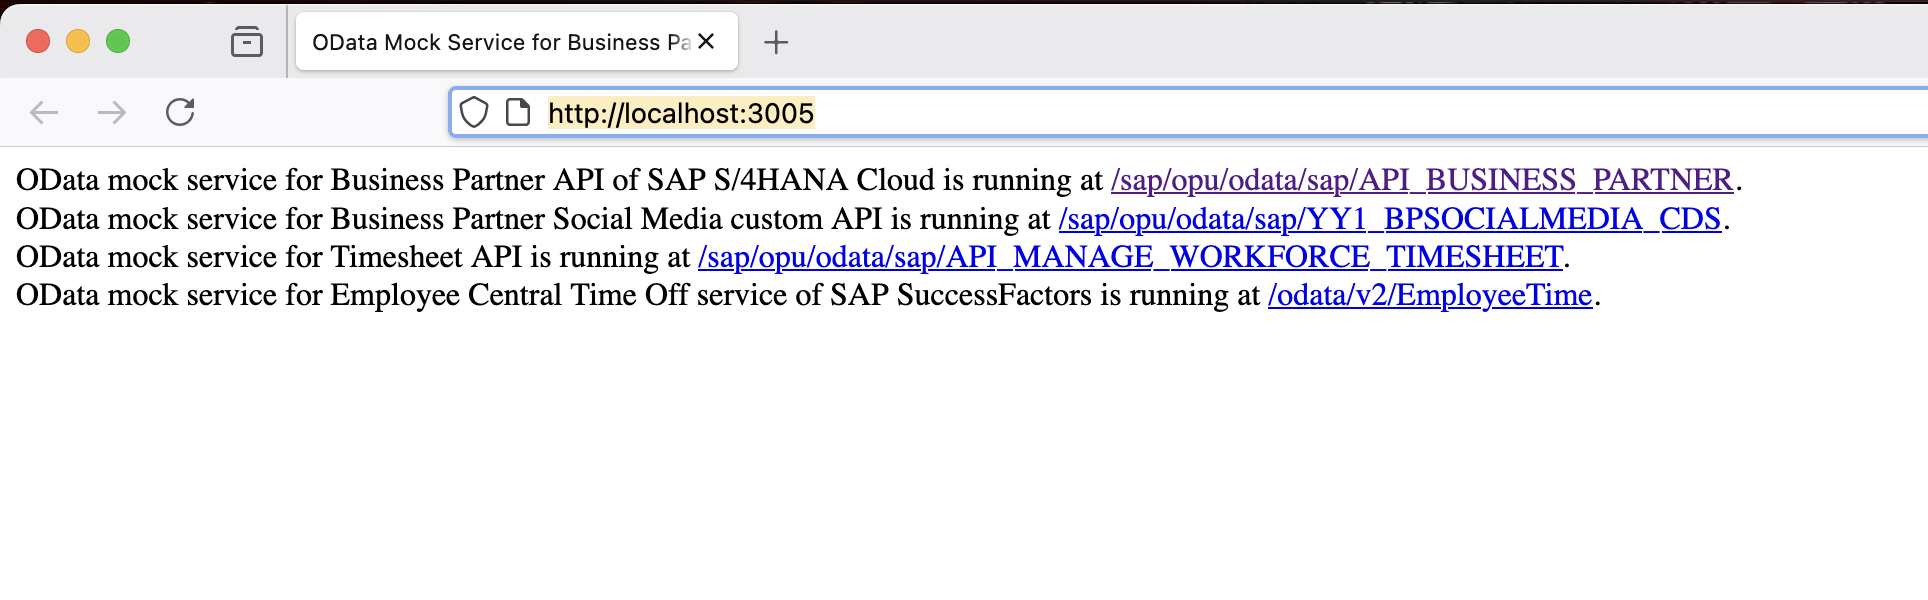 OData Mock Service for Business Pa
http://localhost:3005
OData mock service for Business Partner API of SAP S/4HANA Cloud is running at /sap/opu/odata/sap/API_BUSINESS_PARTNER.
OData mock service for Business Partner Social Media custom API is running at /sap/opu/odata/sap/YY1_BPSOCIALMEDIA_CDS.
OData mock service for Timesheet API is running at /sap/opu/odata/sap/API_MANAGE_WORKFORCE_TIMESHEET.
OData mock service for Employee Central Time Off service of SAP SuccessFactors is running at /odata/v2/EmployeeTime.